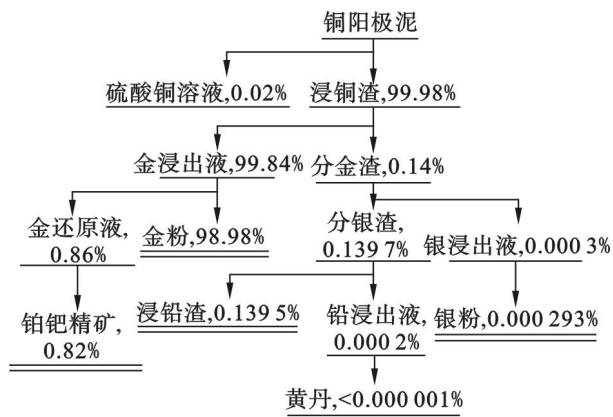 铜阳极泥
硫酸铜溶液,0.02%
浸铜渣,99.98%
金浸出液,99.84%
分金渣,0.14%
金还原液,
0.86%
金粉,98.98%
分银渣,
0.139 7%
银浸出液,0.000 3%
铂钯精矿,
0.82%
浸铅渣,0.139 5%
铅浸出液,
0.000 2%
银粉,0.000 293%
黄丹,<0.000 001%